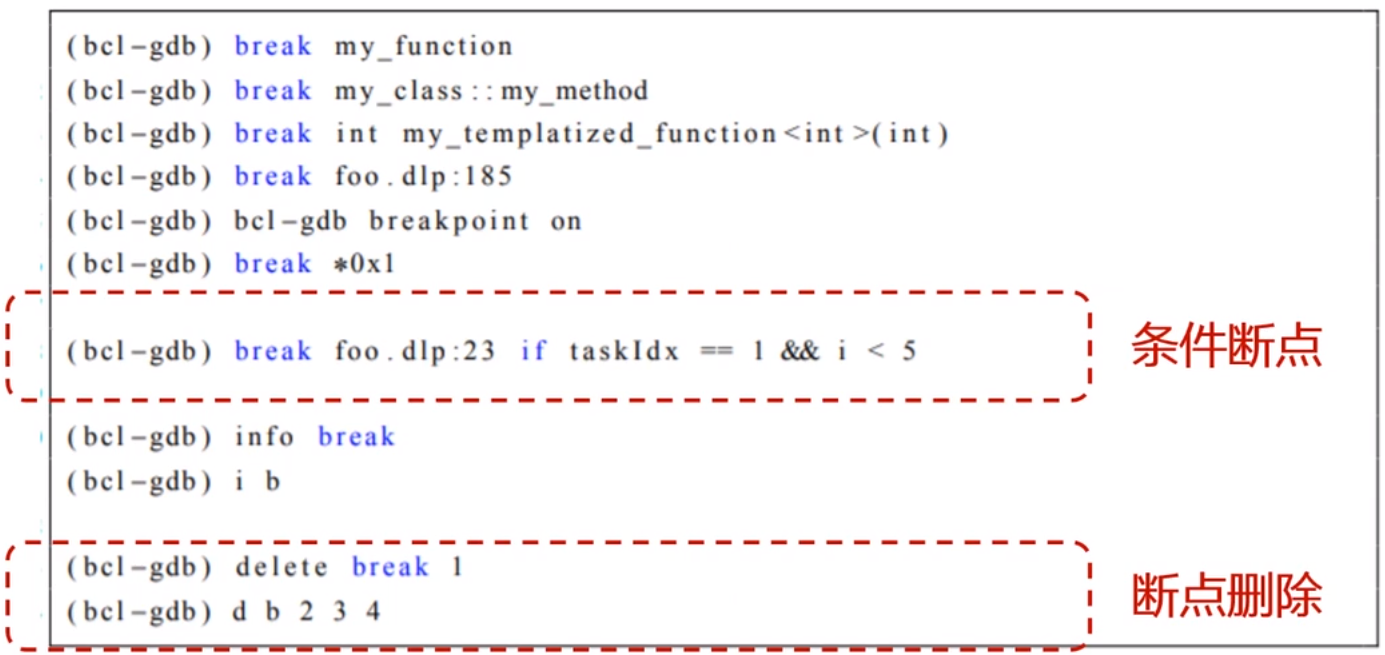 (bcl-gdb) break my_function
(bcl-gdb) break my_class::my_method
(bcl-gdb) break int my_templatized_function<int>(int)
(bcl-gdb) break foo.dlp:185
(bcl-gdb) bcl-gdb breakpoint on
(bcl-gdb) break *0x1
(bcl-gdb) break foo.dlp:23 if taskIdx == 1 && i < 5
条件断点
(bcl-gdb) info break
(bcl-gdb) i b
(bcl-gdb) delete break 1
(bcl-gdb) d b 2 3 4
断点删除